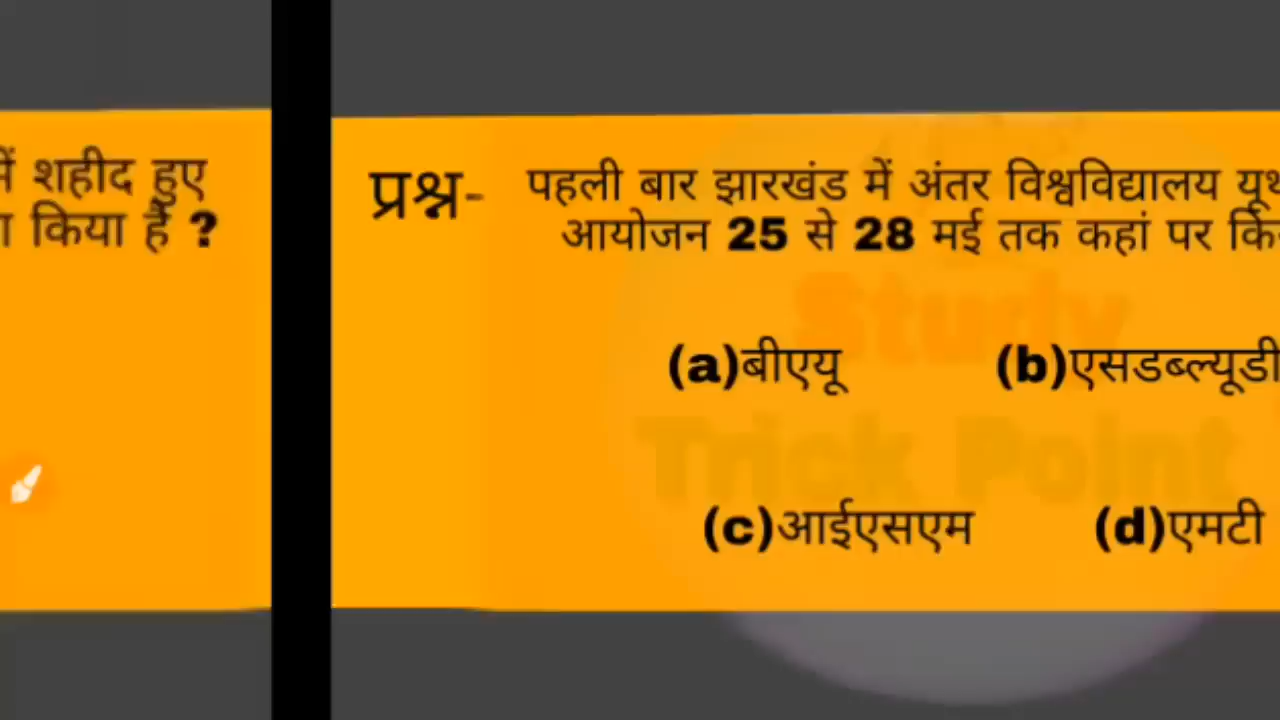 में शहीद हुए
किया है ?
प्रश्न- पहली बार झारखंड में अंतर विश्वविद्यालय
आयोजन 25 से 28 मई तक कहां पर
Study
(a)बीएयू (b)एसडब्ल्यूडी
Trick Point
(c)आईएसएम (d)एमटी